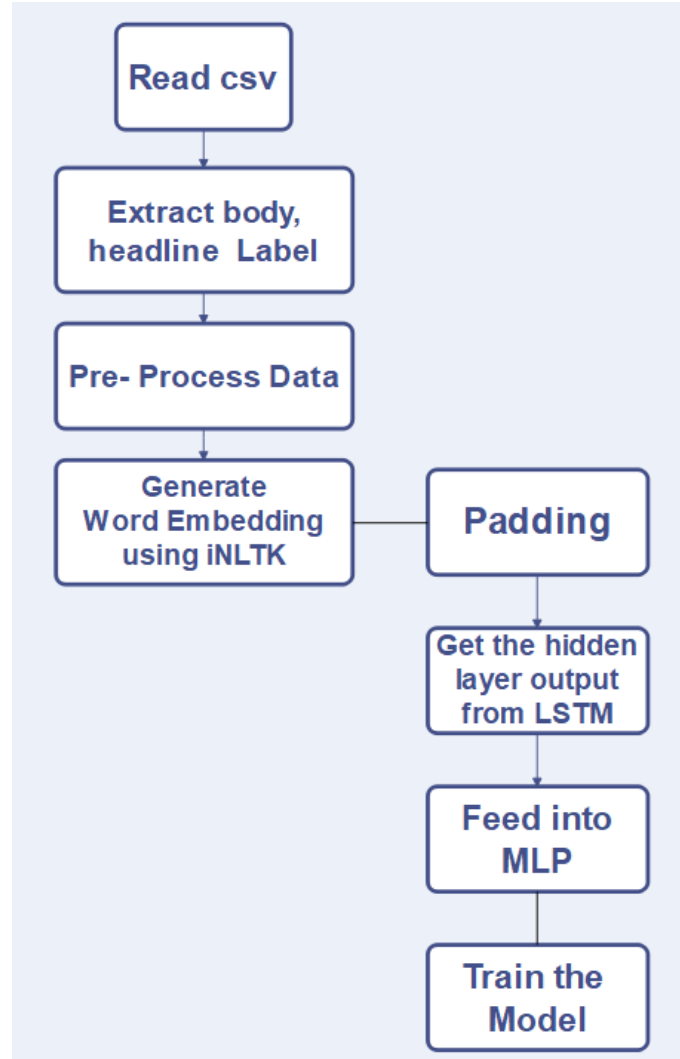 Read csv
Extract body,
headline Label
Pre- Process Data
Generate
Word Embedding
using iNLTK
Padding
Get the hidden
layer output
from LSTM
Feed into
MLP
Train the
Model